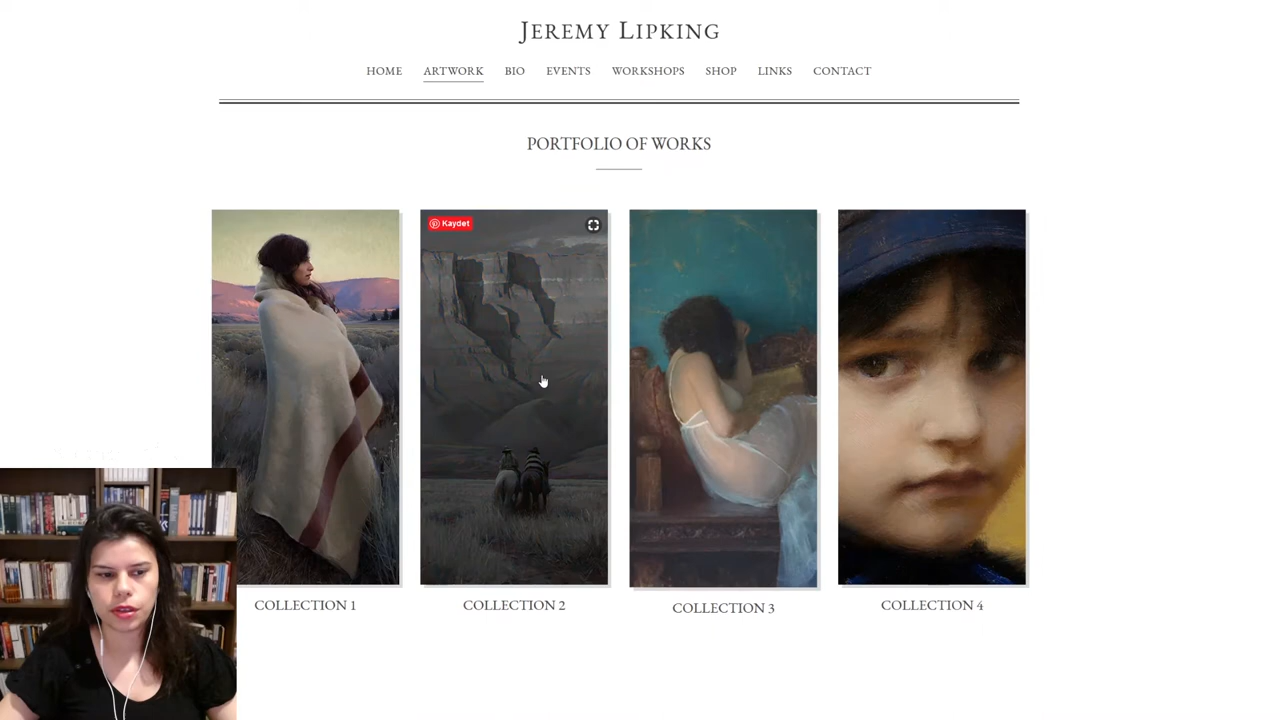 JEREMY LIPKING
HOME ARTWORK BIO EVENTS WORKSHOPS SHOP LINKS CONTACT
PORTFOLIO OF WORKS
Kaydet
COLLECTION 1
COLLECTION 2
COLLECTION 3
COLLECTION 4